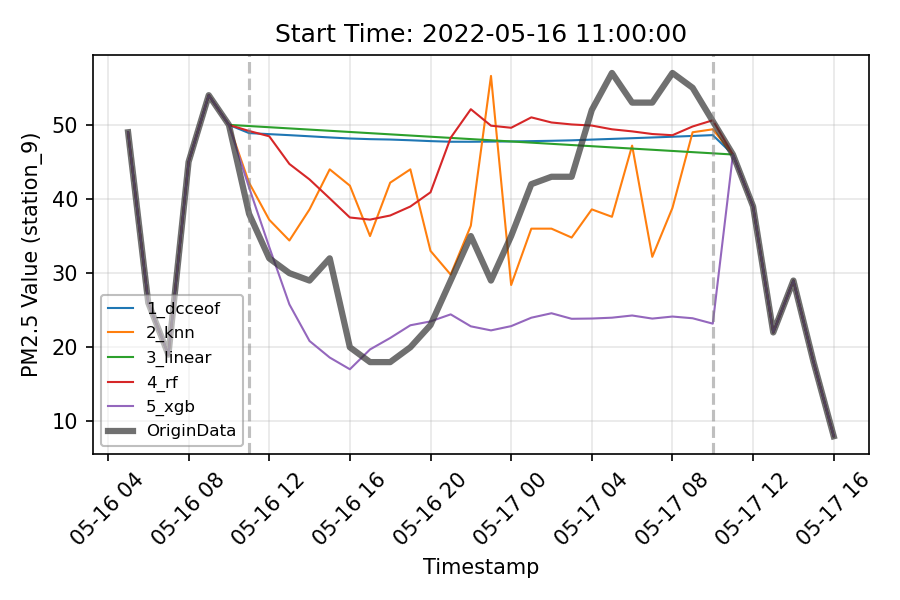 Start Time: 2022-05-16 11:00:00
PM2.5 Value (station_9)
50
40
30
20
10
1_dcceof
2_knn
3_linear
4_rf
5_xgb
OriginData
05-16 04
05-16 08
05-16 12
05-16 16
05-16 20
05-17 00
05-17 04
05-17 08
05-17 12
05-17 16
Timestamp